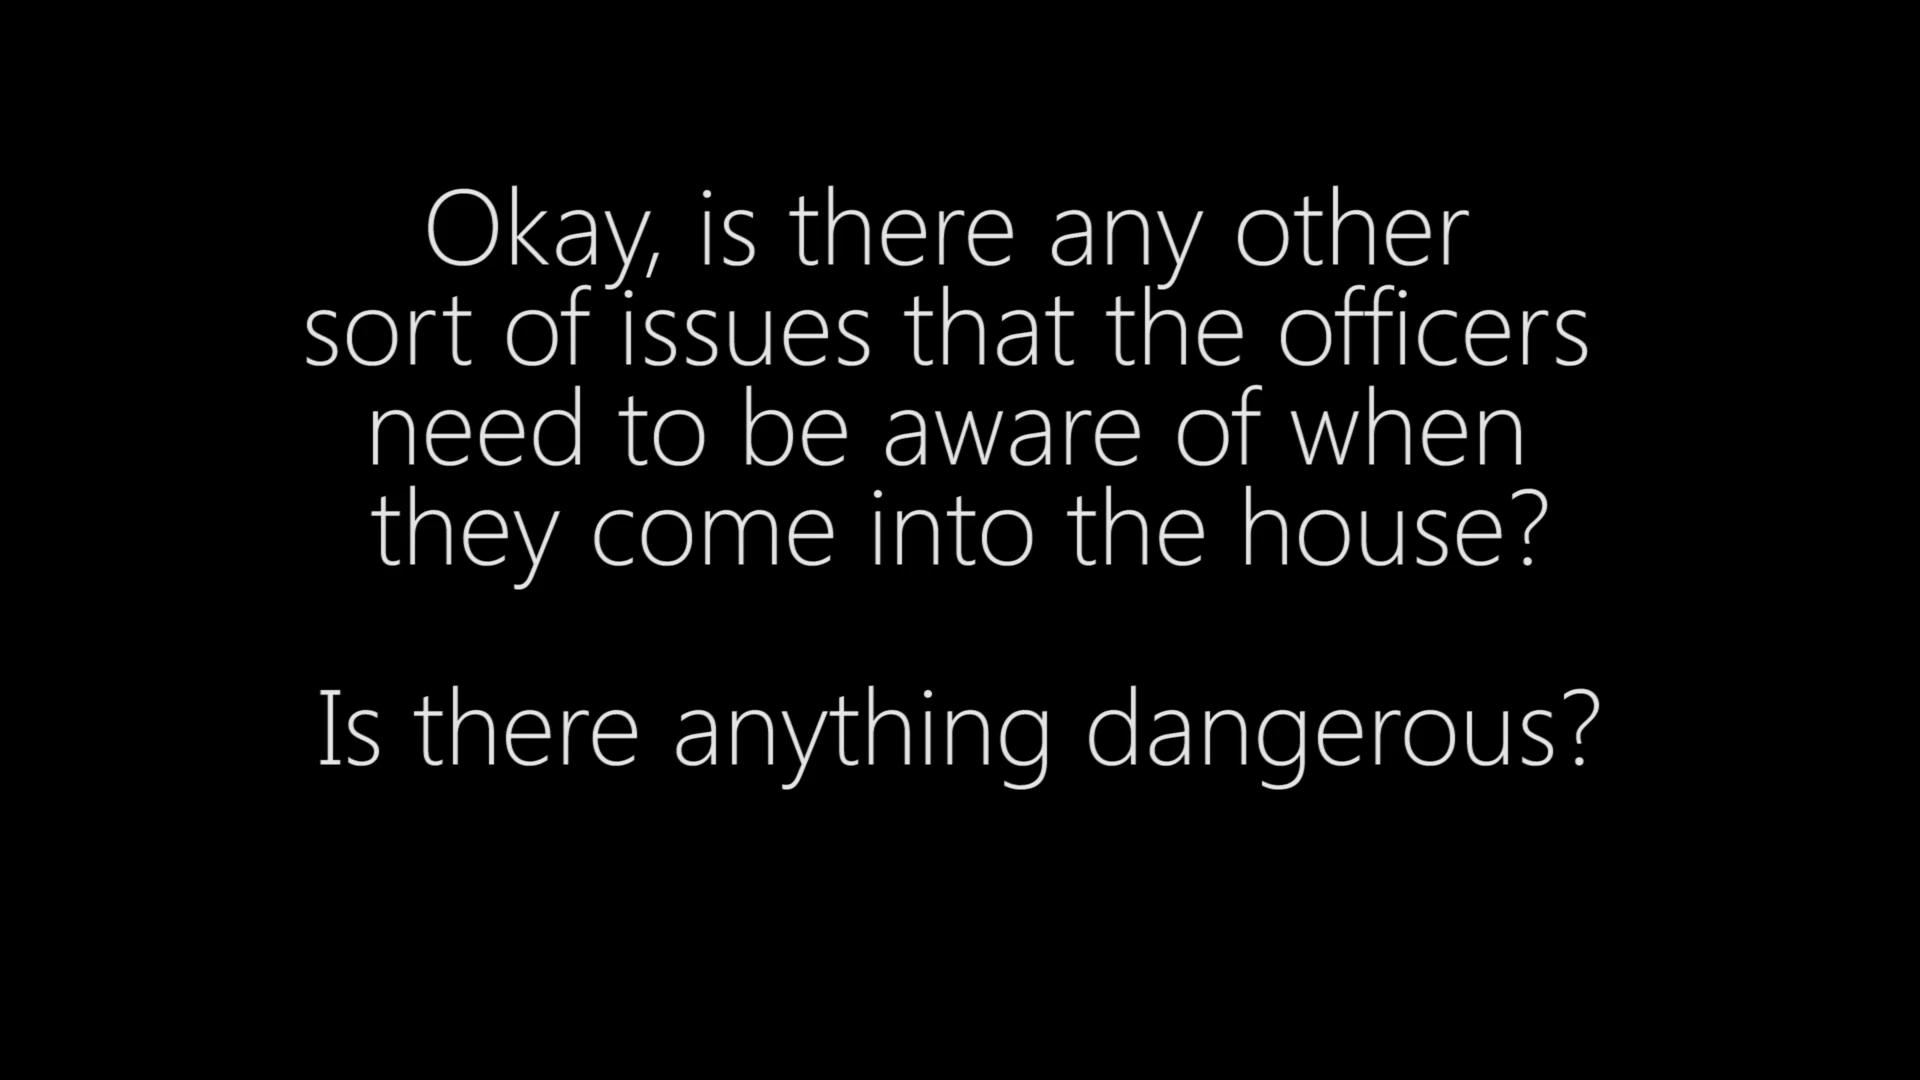 Okay, is there any other
sort of issues that the officers
need to be aware of when
they come into the house?
Is there anything dangerous?